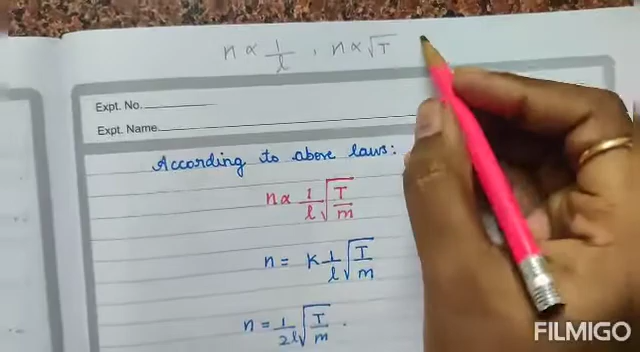 n ∝ 1/l , n ∝ √T
Expt. No.
Expt. Name
According to above laws:
n ∝ 1/l √(T/m)
n = K 1/l √(T/m)
n = 1/2l √(T/m) .
FILMIGO